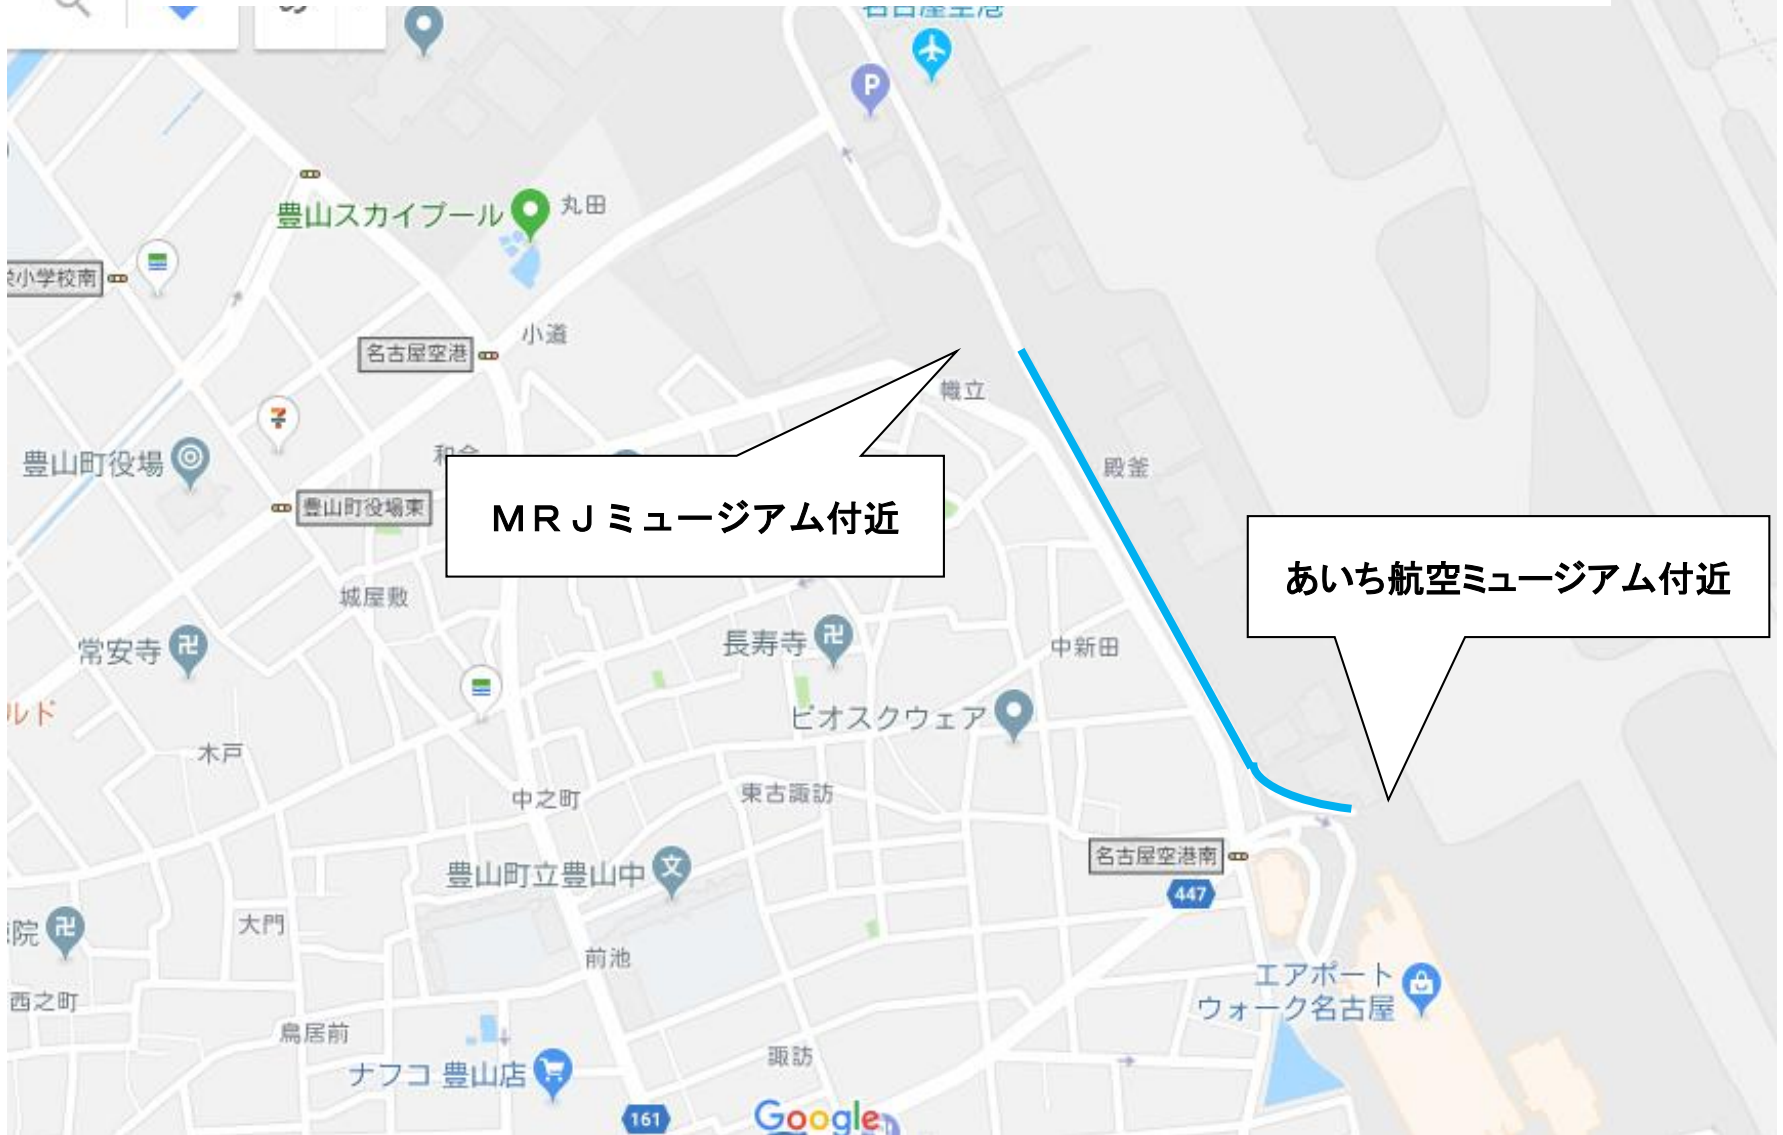 名古屋空港
P
豊山スカイプール
丸田
小学校南
名古屋空港
小道
幟立
豊山町役場
殿釜
豊山町役場東
MRJミュージアム付近
あいち航空ミュージアム付近
城屋敷
常安寺
長寿寺
中新田
ルド
ビオスクウェア
木戸
中之町
東古諏訪
名古屋空港南
豊山町立豊山中
文
447
院
大門
前池
エアポート
ウォーク名古屋
西之町
鳥居前
諏訪
ナフコ 豊山店
161
Google